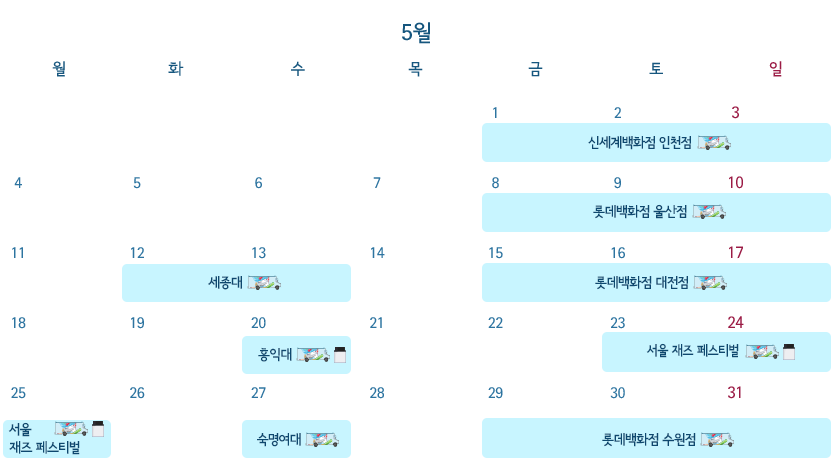 5월
월 화 수 목 금 토 일
1 2 3
신세계백화점 인천점
4 5 6 7 8 9 10
롯데백화점 울산점
11 12 13 14 15 16 17
세종대 롯데백화점 대전점
18 19 20 21 22 23 24
홍익대 서울 재즈 페스티벌
25 26 27 28 29 30 31
서울
재즈 페스티벌 숙명여대 롯데백화점 수원점